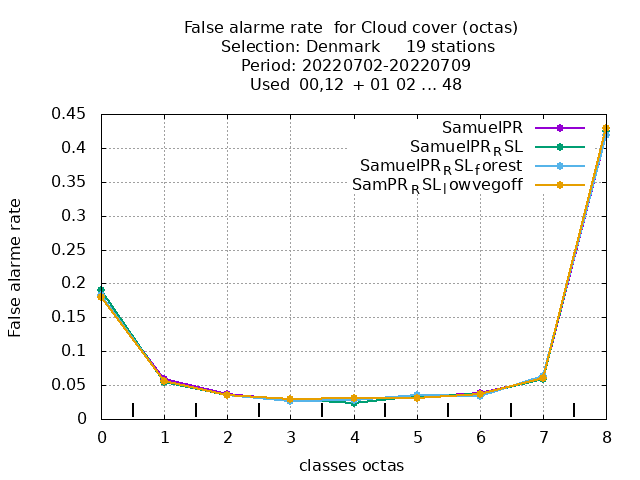 False alarme rate  for Cloud cover (octas)
Selection: Denmark     19 stations
Period: 20220702-20220709
Used  00,12  + 01 02 ... 48
SamuelPR
SamuelPR_RSL
SamuelPR_RSL_forest
SamPR_RSL_lowvegoff
0.45
0.4
0.35
0.3
0.25
0.2
0.15
0.1
0.05
0
False alarme rate
0 1 2 3 4 5 6 7 8
classes octas